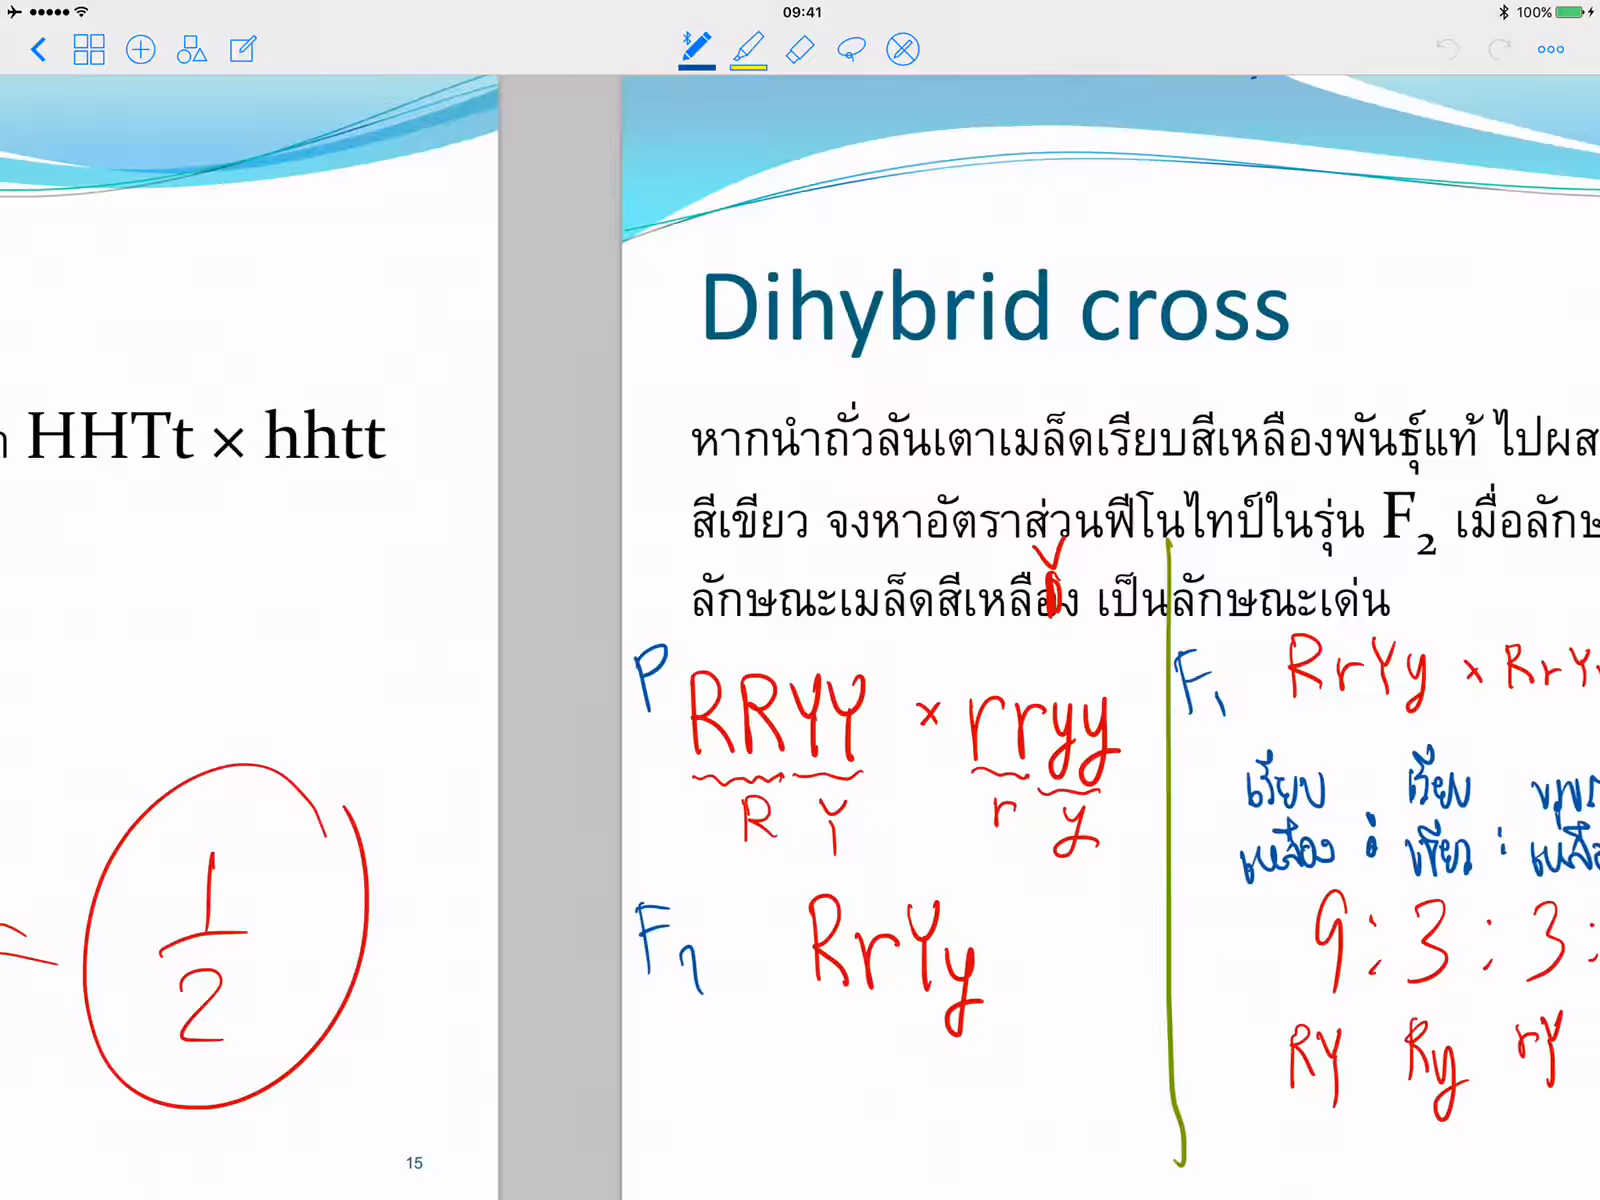 09:41
100%
HHTt × hhtt
= 1/2
15
Dihybrid cross
หากนำถั่วลันเตาเมล็ดเรียบสีเหลืองพันธุ์แท้ ไปผส
สีเขียว จงหาอัตราส่วนฟีโนไทป์ในรุ่น F₂ เมื่อลักษ
ลักษณะเมล็ดสีเหลือง เป็นลักษณะเด่น
P RRYY × rryy
R Y r y
F₁ RrYy
F₁ RrYy × RrY
เรียบ เรียบ
เหลือง : เขียว :
9 : 3 : 3 :
RY Ry rY